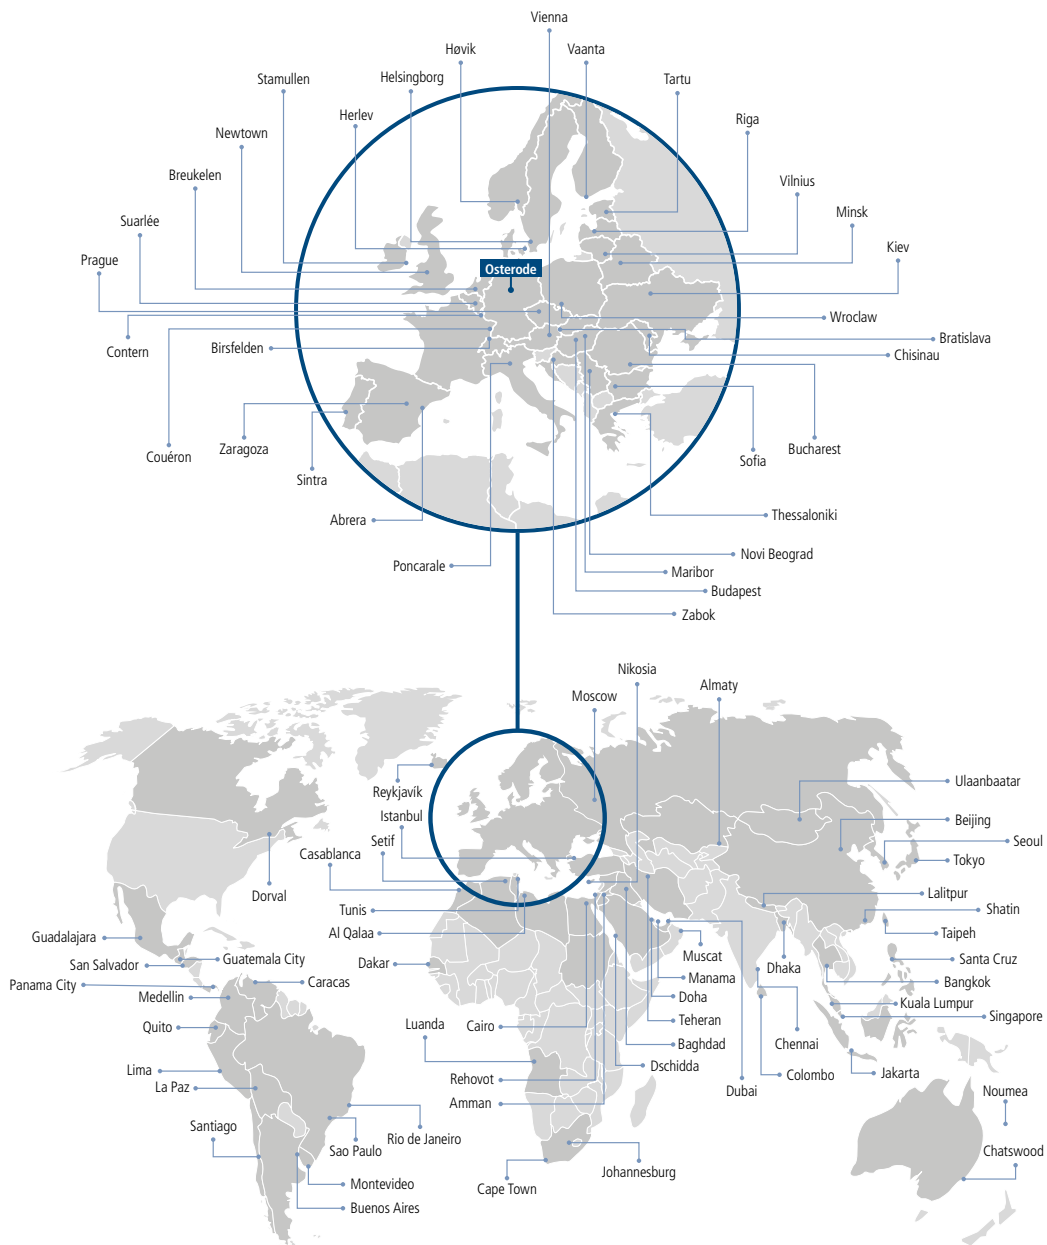 Vienna
Høvik
Vaanta
Stamullen
Helsingborg
Tartu
Herlev
Riga
Newtown
Breukelen
Vilnius
Suarlée
Minsk
Prague
Kiev
Osterode
Wroclaw
Contern
Birsfelden
Bratislava
Chisinau
Couéron
Zaragoza
Sofia
Bucharest
Sintra
Abrera
Thessaloniki
Poncarale
Novi Beograd
Maribor
Budapest
Zabok
Nikosia
Moscow
Almaty
Reykjavík
Ulaanbaatar
Istanbul
Beijing
Setif
Seoul
Casablanca
Tokyo
Dorval
Lalitpur
Tunis
Shatin
Guadalajara
Al Qalaa
Taipeh
Guatemala City
Muscat
San Salvador
Dakar
Dhaka
Santa Cruz
Panama City
Caracas
Manama
Bangkok
Medellin
Doha
Kuala Lumpur
Quito
Luanda
Cairo
Teheran
Singapore
Baghdad
Chennai
Lima
Dschidda
Colombo
Jakarta
La Paz
Rehovot
Dubai
Noumea
Amman
Santiago
Rio de Janeiro
Sao Paulo
Chatswood
Johannesburg
Montevideo
Cape Town
Buenos Aires